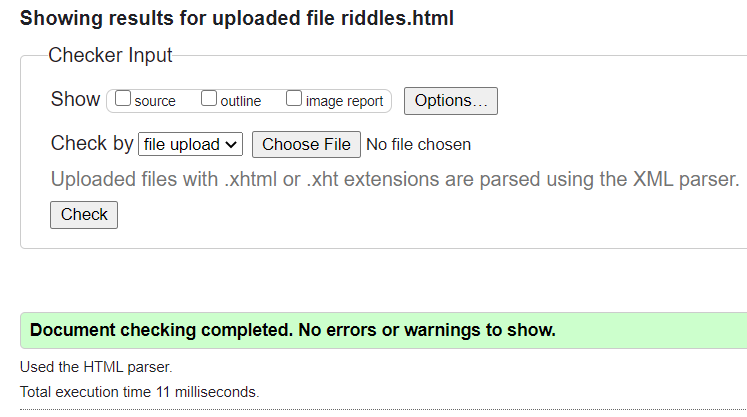 Showing results for uploaded file riddles.html
Checker Input
Show source outline image report Options…
Check by file upload Choose File No file chosen
Uploaded files with .xhtml or .xht extensions are parsed using the XML parser.
Check
Document checking completed. No errors or warnings to show.
Used the HTML parser.
Total execution time 11 milliseconds.